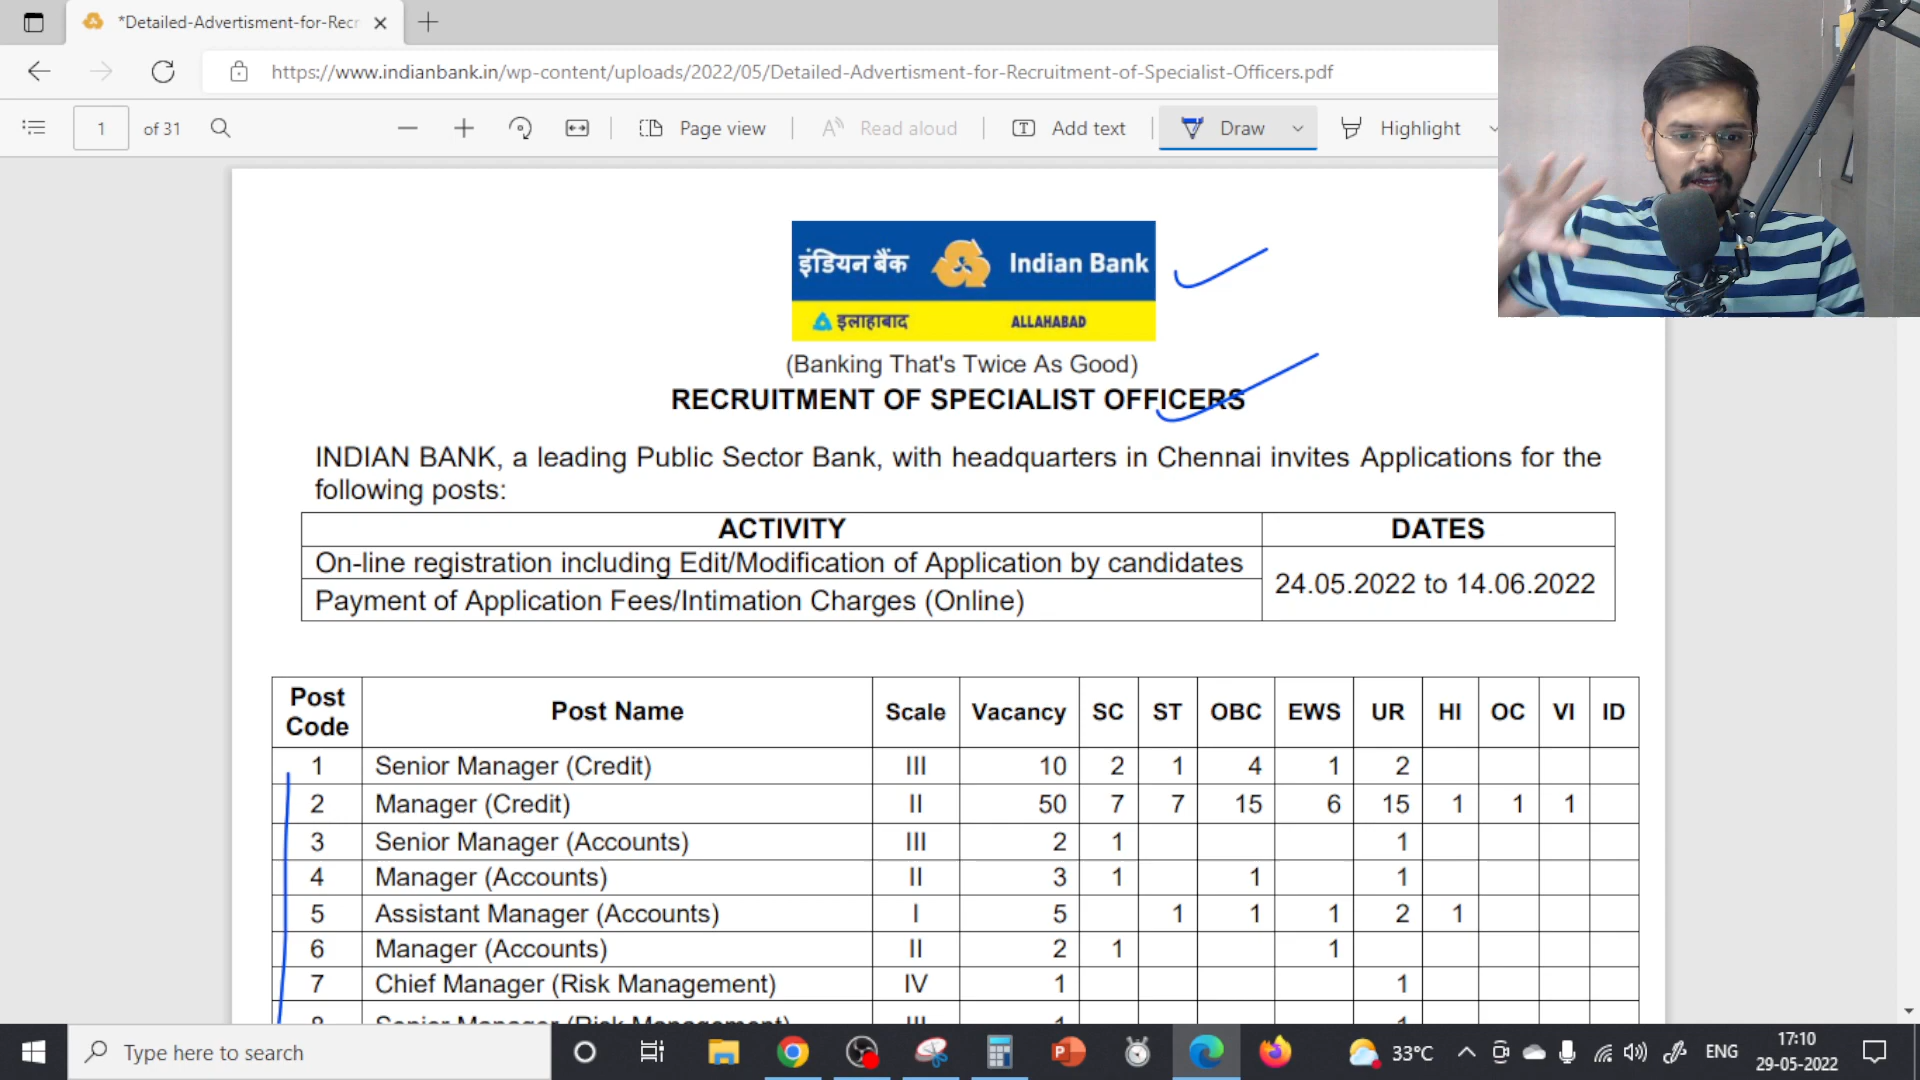 *Detailed-Advertisment-for-Recr
https://www.indianbank.in/wp-content/uploads/2022/05/Detailed-Advertisment-for-Recruitment-of-Specialist-Officers.pdf
1 of 31 Page view Read aloud Add text Draw Highlight
इंडियन बैंक Indian Bank
इलाहाबाद ALLAHABAD
(Banking That's Twice As Good)
RECRUITMENT OF SPECIALIST OFFICERS
INDIAN BANK, a leading Public Sector Bank, with headquarters in Chennai invites Applications for the
following posts:
ACTIVITY DATES
On-line registration including Edit/Modification of Application by candidates
24.05.2022 to 14.06.2022
Payment of Application Fees/Intimation Charges (Online)
Post Code Post Name Scale Vacancy SC ST OBC EWS UR HI OC VI ID
1 Senior Manager (Credit) III 10 2 1 4 1 2
2 Manager (Credit) II 50 7 7 15 6 15 1 1 1
3 Senior Manager (Accounts) III 2 1 1
4 Manager (Accounts) II 3 1 1 1
5 Assistant Manager (Accounts) I 5 1 1 1 2 1
6 Manager (Accounts) II 2 1 1
7 Chief Manager (Risk Management) IV 1 1
8 Senior Manager (Risk Management) III 1 1
Type here to search 33°C ENG 17:10
29-05-2022